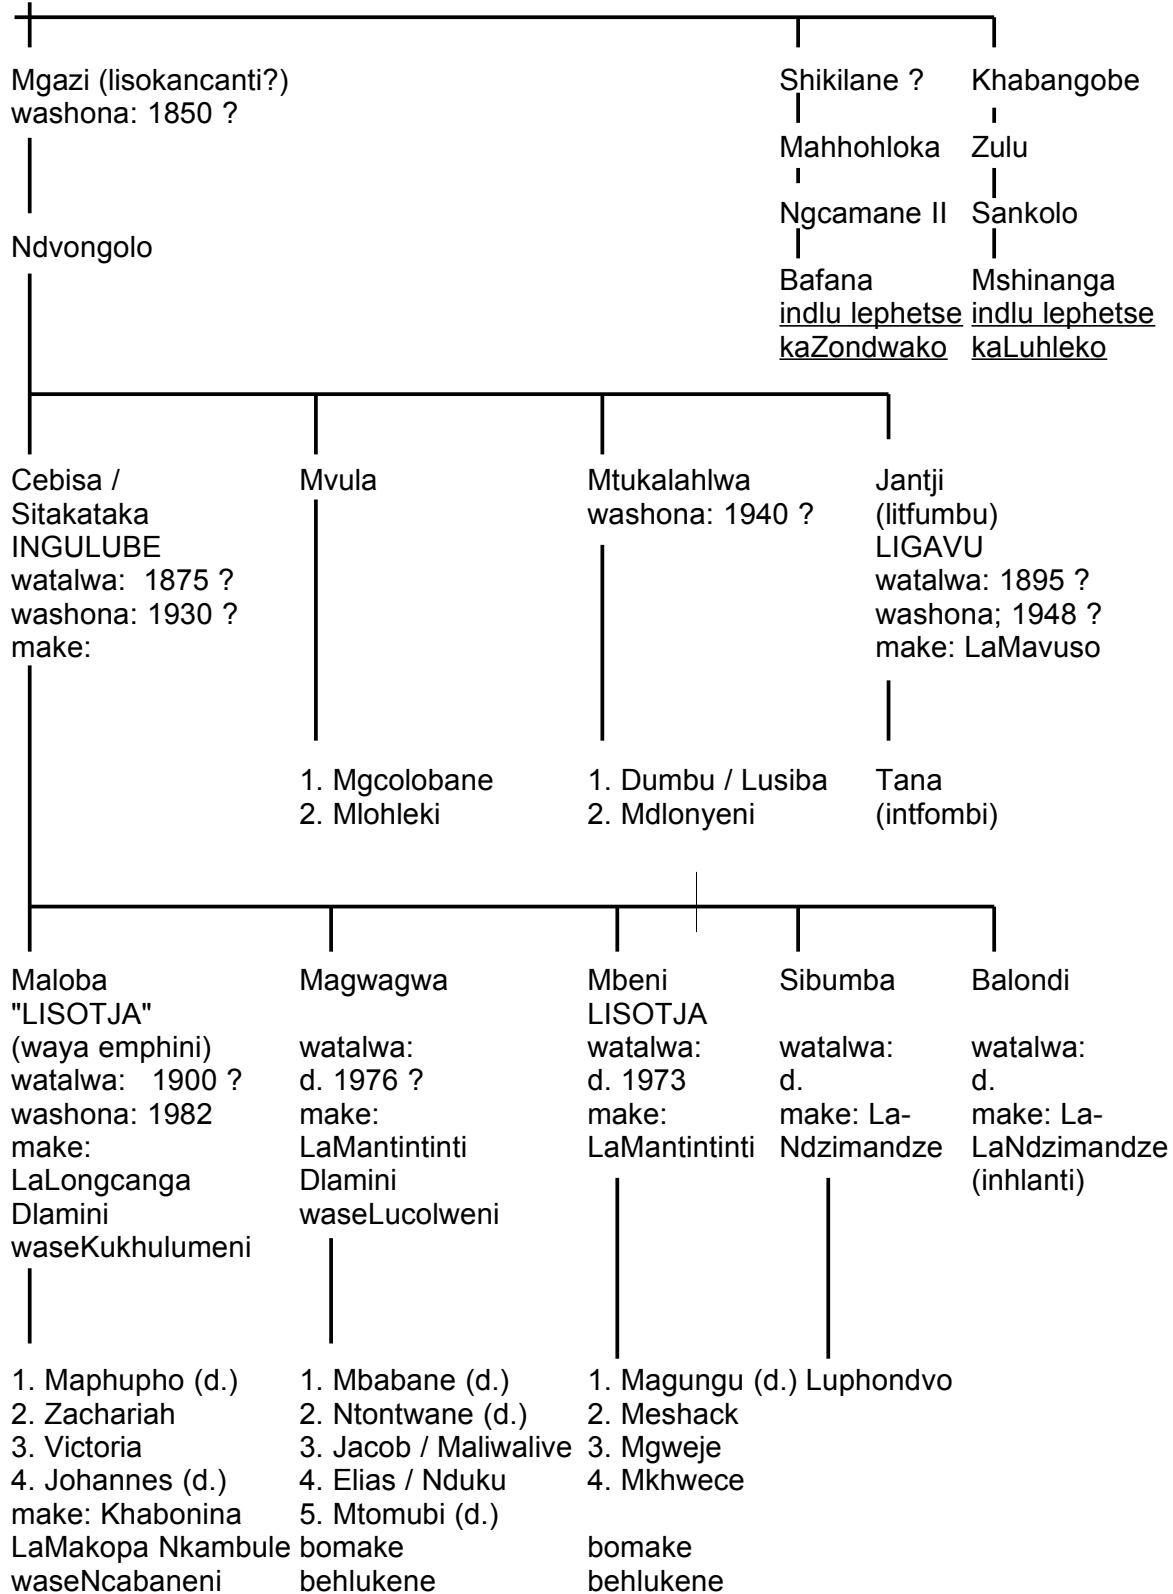 Mgazi (lisokancanti?)
washona: 1850 ?
Shikilane ?
Khabangobe
Mahhohloka
Zulu
Ngcamane II
Sankolo
Ndvongolo
Bafana
indlu lephetse
kaZondwako
Mshinanga
indlu lephetse
kaLuhleko
Cebisa /
Sitakataka
INGULUBE
watalwa: 1875 ?
washona: 1930 ?
make:
Mvula
Mtukalahlwa
washona: 1940 ?
Jantji
(litfumbu)
LIGAVU
watalwa: 1895 ?
washona; 1948 ?
make: LaMavuso
1. Mgcolobane
2. Mlohleki
1. Dumbu / Lusiba
2. Mdlonyeni
Tana
(intfombi)
Maloba
"LISOTJA"
(waya emphini)
watalwa: 1900 ?
washona: 1982
make:
LaLongcanga
Dlamini
waseKukhulumeni
Magwagwa
watalwa:
d. 1976 ?
make:
LaMantintinti
Dlamini
waseLucolweni
Mbeni
LISOTJA
watalwa:
d. 1973
make:
LaMantintinti
Sibumba
watalwa:
d.
make: La-
Ndzimandze
Balondi
watalwa:
d.
make: La-
LaNdzimandze
(inhlanti)
1. Maphupho (d.)
2. Zachariah
3. Victoria
4. Johannes (d.)
make: Khabonina
LaMakopa Nkambule
waseNcabaneni
1. Mbabane (d.)
2. Ntontwane (d.)
3. Jacob / Maliwalive
4. Elias / Nduku
5. Mtomubi (d.)
bomake
behlukene
1. Magungu (d.)
2. Meshack
3. Mgweje
4. Mkhwece
bomake
behlukene
Luphondvo